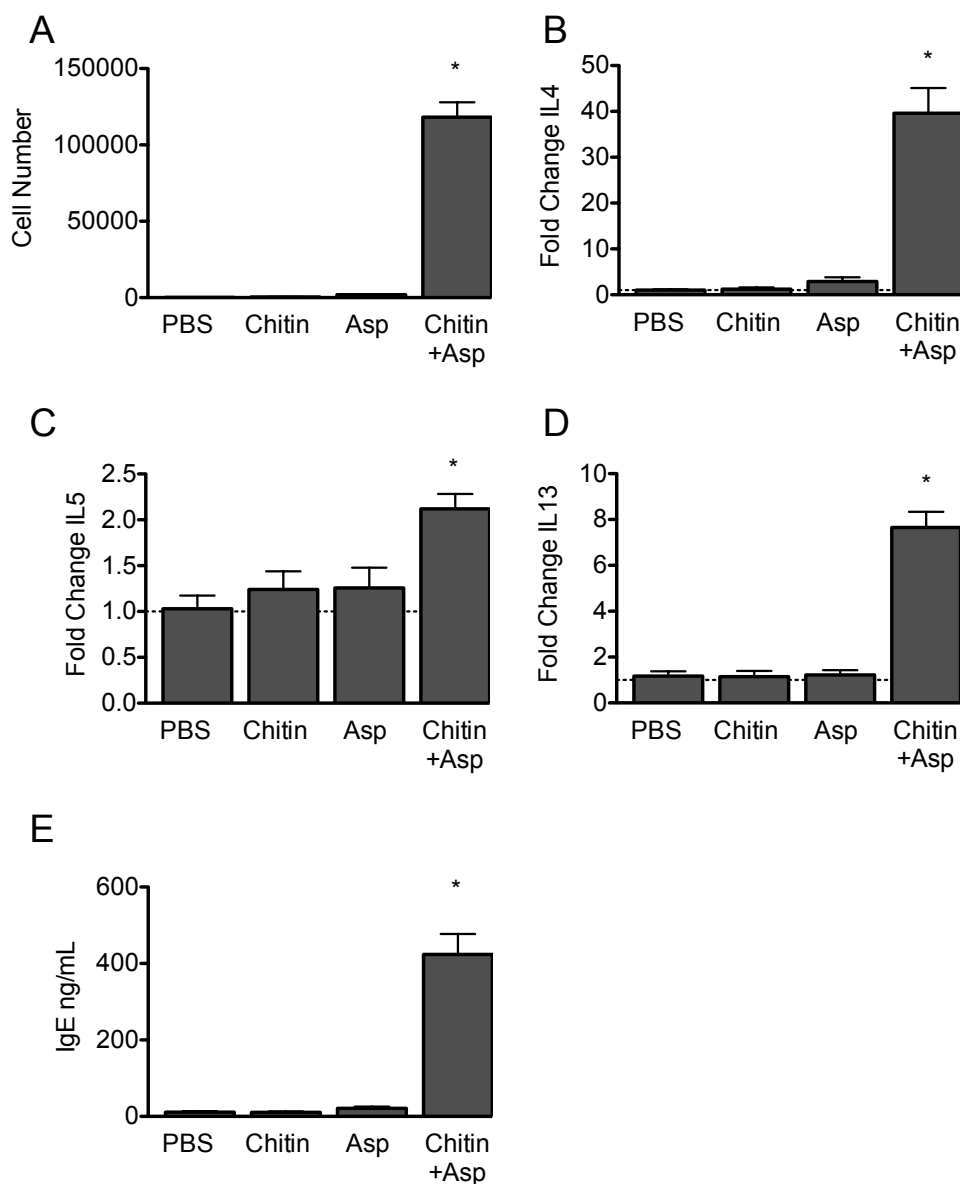 A
Cell Number
150000
100000
50000
0
*
PBS Chitin Asp Chitin
+Asp
B
Fold Change IL4
50
40
30
20
10
0
*
PBS Chitin Asp Chitin
+Asp
C
Fold Change IL5
2.5
2.0
1.5
1.0
0.5
0.0
*
PBS Chitin Asp Chitin
+Asp
D
Fold Change IL13
10
8
6
4
2
0
*
PBS Chitin Asp Chitin
+Asp
E
IgE ng/mL
600
400
200
0
*
PBS Chitin Asp Chitin
+Asp